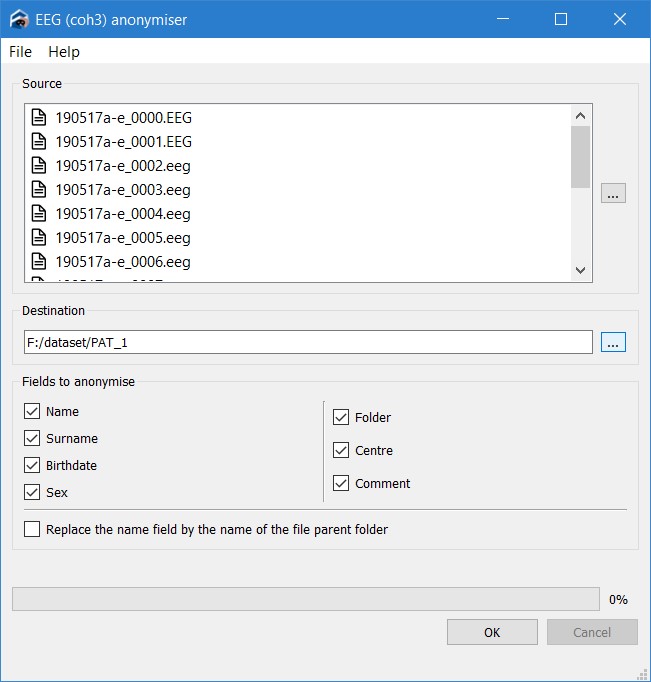 EEG (coh3) anonymiser
File Help
Source
190517a-e_0000.EEG
190517a-e_0001.EEG
190517a-e_0002.eeg
190517a-e_0003.eeg
190517a-e_0004.eeg
190517a-e_0005.eeg
190517a-e_0006.eeg
...
Destination
F:/dataset/PAT_1
...
Fields to anonymise
Name
Surname
Birthdate
Sex
Folder
Centre
Comment
Replace the name field by the name of the file parent folder
0%
OK Cancel